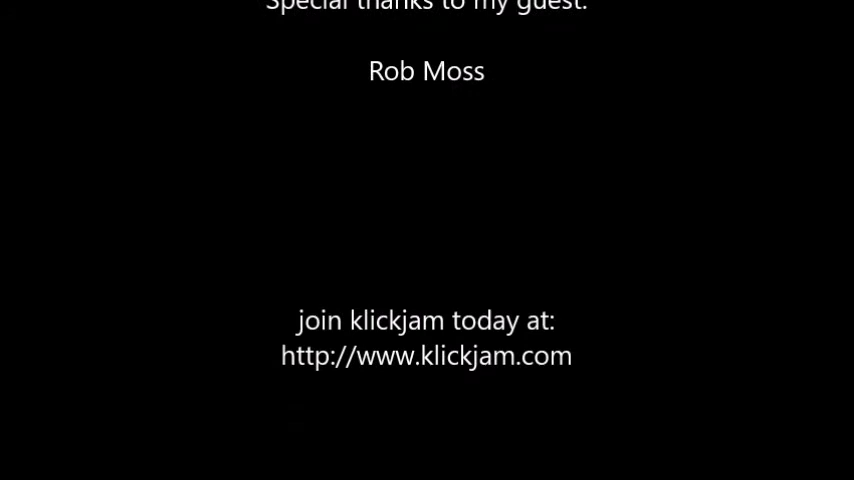 Special thanks to my guest:
Rob Moss
join klickjam today at:
http://www.klickjam.com